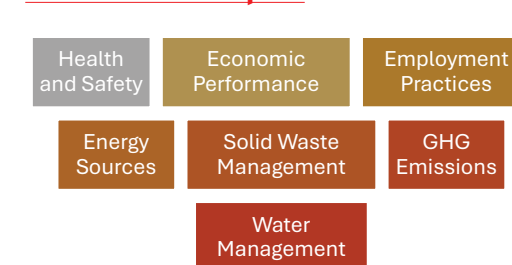 Health
and Safety
Economic
Performance
Employment
Practices
Energy
Sources
Solid Waste
Management
GHG
Emissions
Water
Management